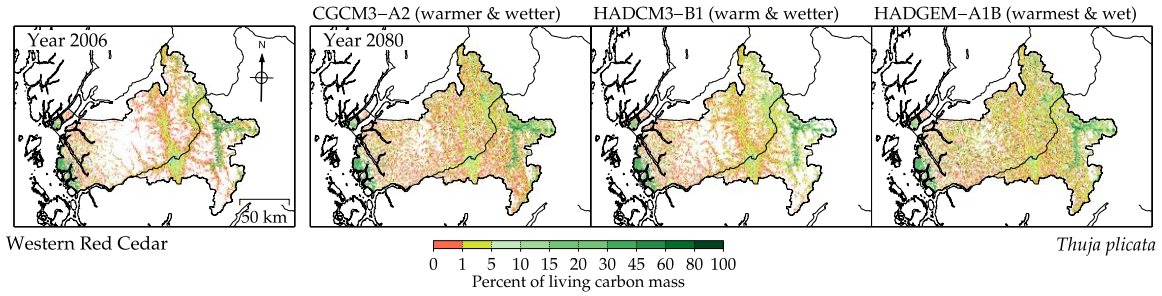 CGCM3−A2 (warmer & wetter)
HADCM3−B1 (warm & wetter)
HADGEM−A1B (warmest & wet)
Year 2006
N
50 km
Year 2080
Western Red Cedar
Thuja plicata
0 1 5 10 15 20 30 45 60 80 100
Percent of living carbon mass